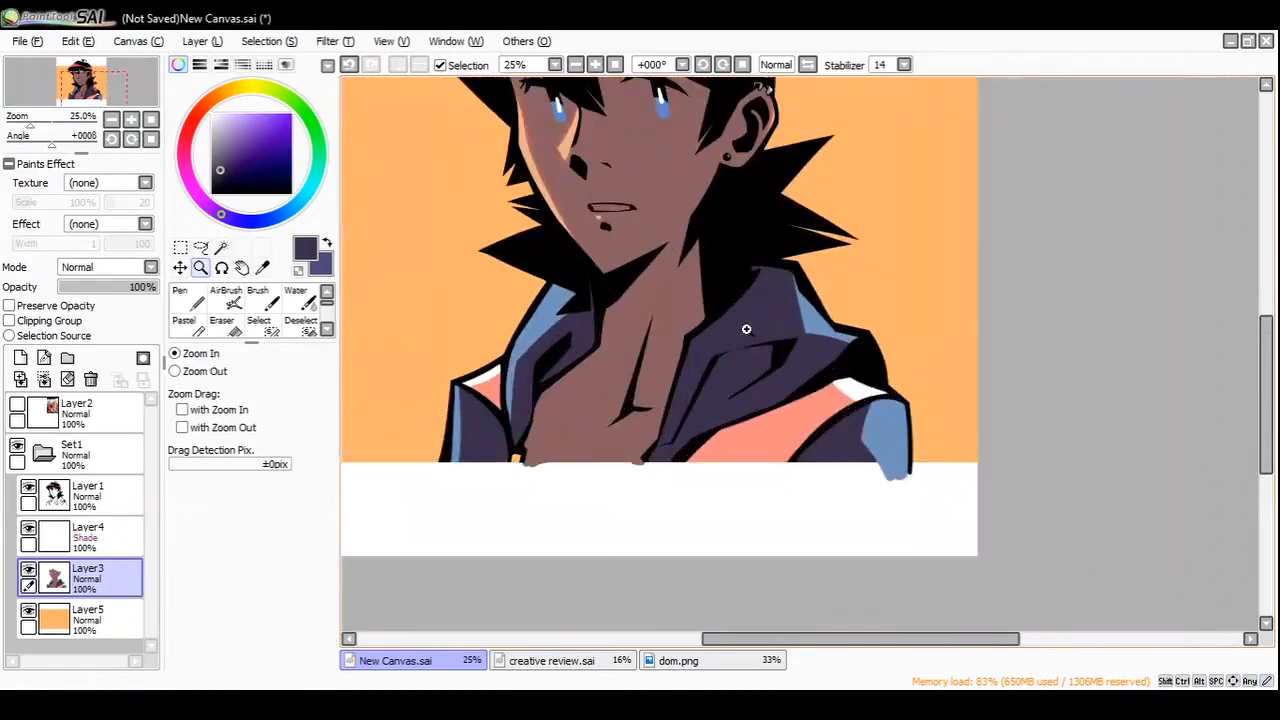 PaintTool SAI (Not Saved)New Canvas.sai (*)
File (F) Edit (E) Canvas (C) Layer (L) Selection (S) Filter (T) View (V) Window (W) Others (O)
Selection 25% +000° Normal Stabilizer 14
Zoom 25.0%
Angle +000θ
Paints Effect
Texture (none)
Scale 100% 20
Effect (none)
Width 1 100
Mode Normal
Opacity 100%
Preserve Opacity
Clipping Group
Selection Source
Pen AirBrush Brush Water
Pastel Eraser Select Deselect
Zoom In
Zoom Out
Zoom Drag:
with Zoom In
with Zoom Out
Drag Detection Pix.
±0pix
Layer2
Normal
100%
Set1
Normal
100%
Layer1
Normal
100%
Layer4
Shade
100%
Layer3
Normal
100%
Layer5
Normal
100%
New Canvas.sai 25% creative review.sai 16% dom.png 33%
Memory load: 83% (650MB used / 1306MB reserved) Shift Ctrl Alt SPC Any